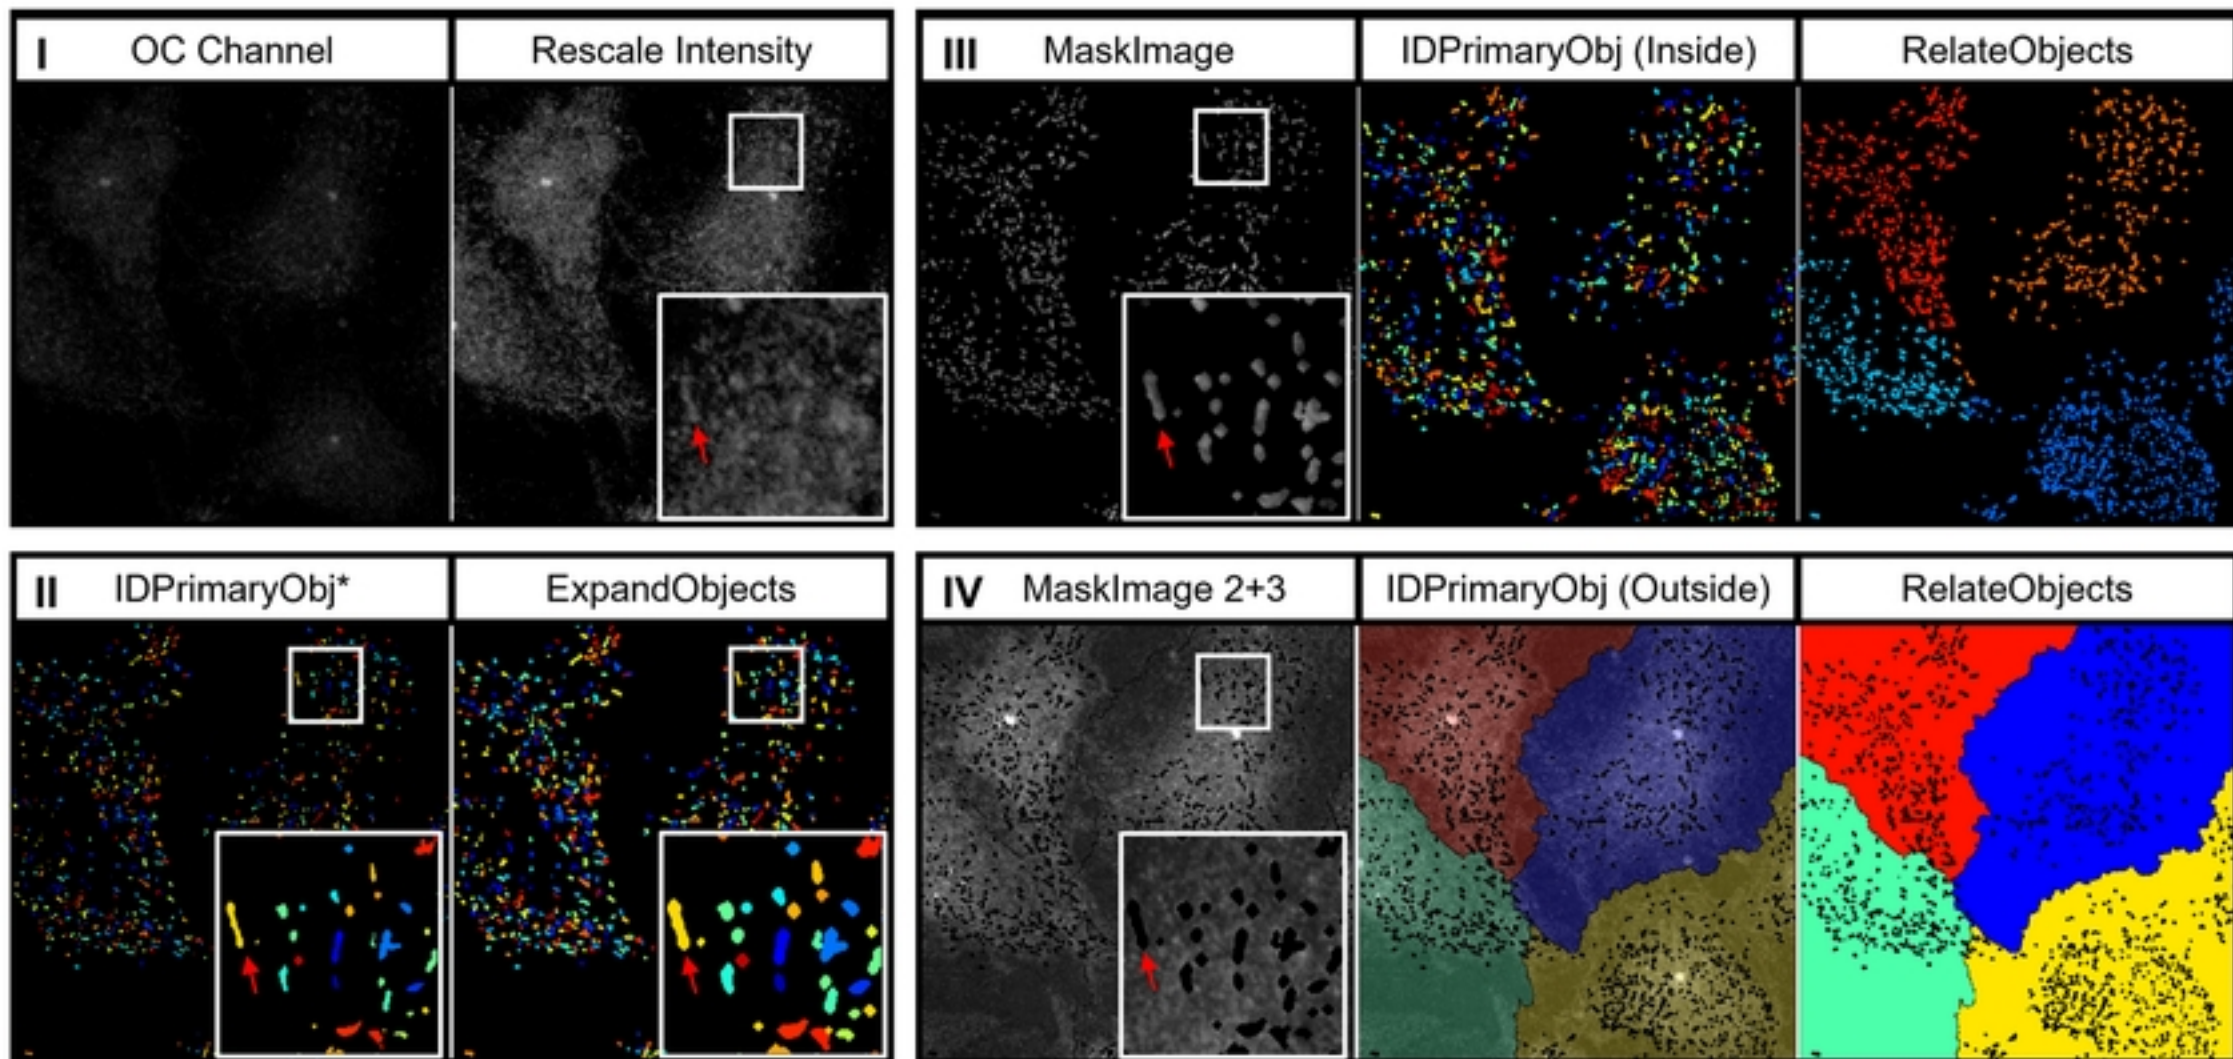 I OC Channel Rescale Intensity
III MaskImage IDPrimaryObj (Inside) RelateObjects
II IDPrimaryObj* ExpandObjects
IV MaskImage 2+3 IDPrimaryObj (Outside) RelateObjects